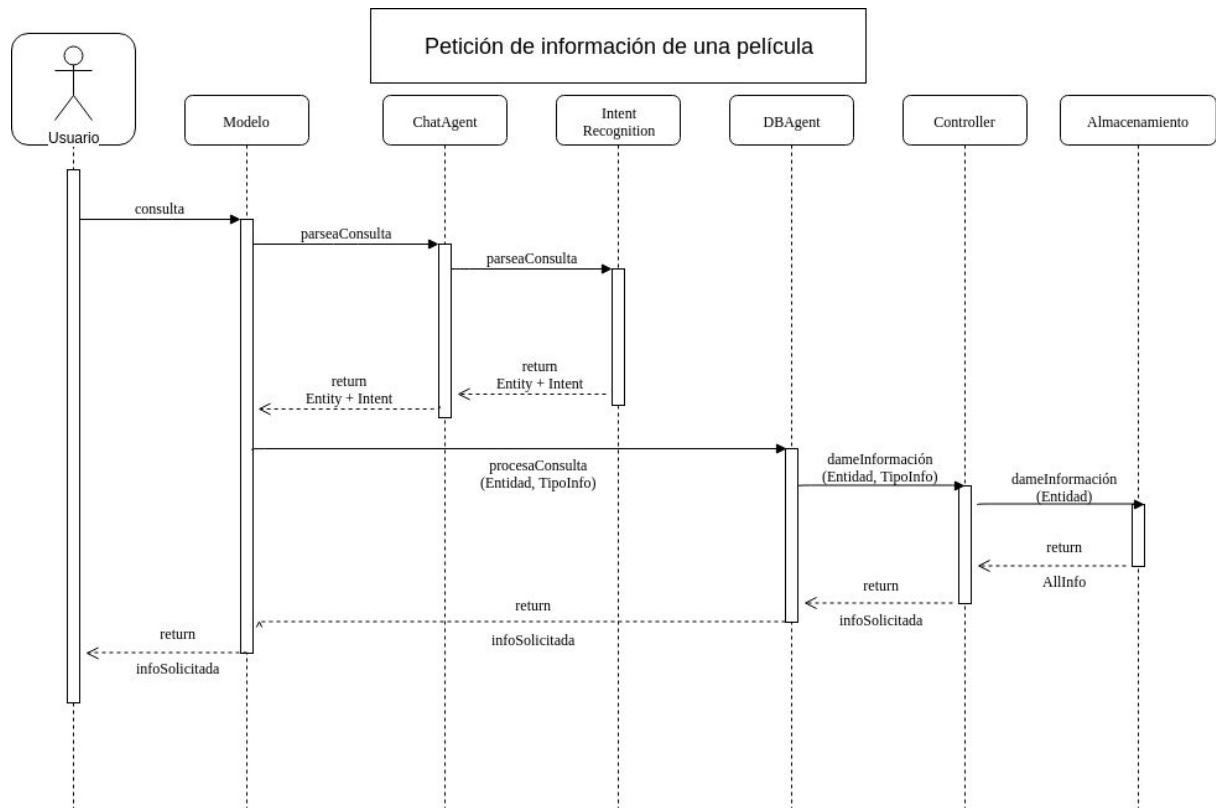 Petición de información de una película
Usuario
Modelo
ChatAgent
Intent
Recognition
DBAgent
Controller
Almacenamiento
consulta
parseaConsulta
parseaConsulta
return
Entity + Intent
return
Entity + Intent
procesaConsulta
(Entidad, TipoInfo)
dameInformación
(Entidad, TipoInfo)
dameInformación
(Entidad)
return
AllInfo
return
infoSolicitada
return
infoSolicitada
return
infoSolicitada